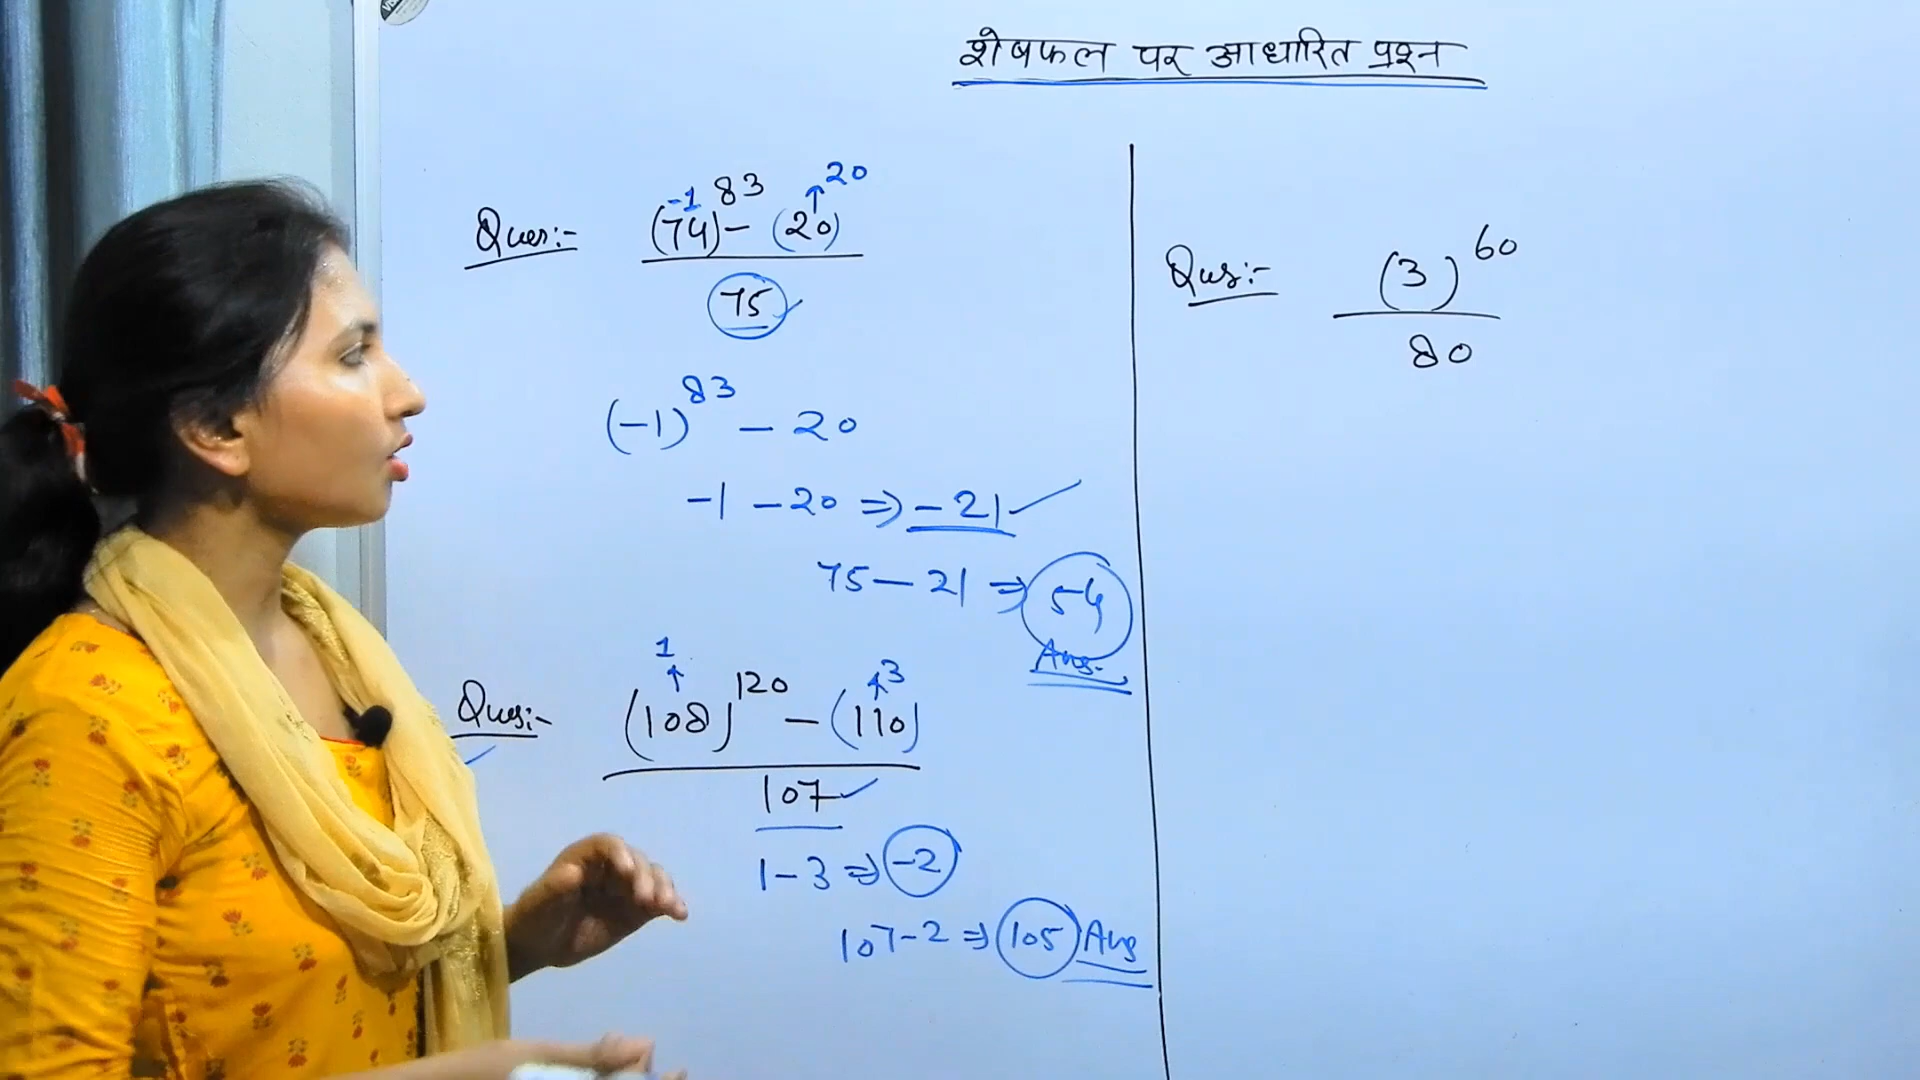 शेषफल पर आधारित प्रश्न
Ques:-
-1 83 20
(74) - (20)
75
(-1)^83 - 20
-1 - 20 ⇒ -21
75 - 21 ⇒ 54
Ans.
Ques:-
1 3
(108)^120 - (110)
107
1 - 3 ⇒ -2
107 - 2 ⇒ 105 Ans
Qus:-
(3)^60
80